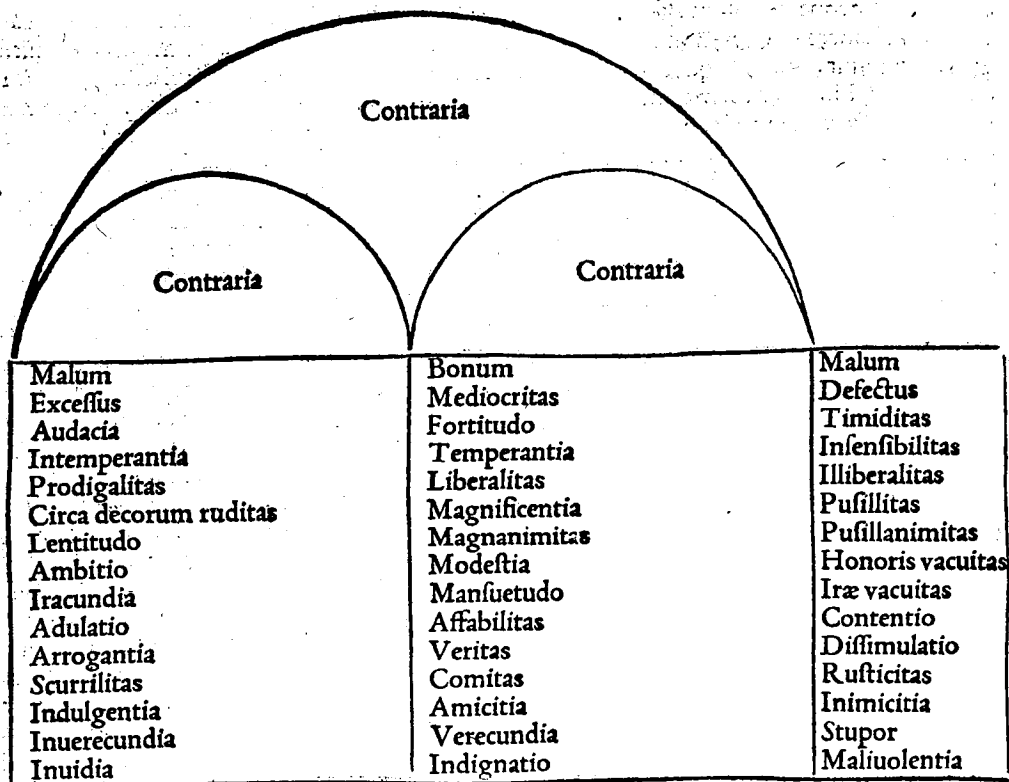 Contraria
Contraria
Contraria
Malum
Exceſſus
Audacia
Intemperantia
Prodigalitas
Circa decorum ruditas
Lentitudo
Ambitio
Iracundia
Adulatio
Arrogantia
Scurrilitas
Indulgentia
Inuerecundia
Inuidia
Bonum
Mediocritas
Fortitudo
Temperantia
Liberalitas
Magnificentia
Magnanimitas
Modeſtia
Manſuetudo
Affabilitas
Veritas
Comitas
Amicitia
Verecundia
Indignatio
Malum
Defectus
Timiditas
Inſenſibilitas
Illiberalitas
Puſillitas
Puſillanimitas
Honoris vacuitas
Iræ vacuitas
Contentio
Diſſimulatio
Ruſticitas
Inimicitia
Stupor
Maliuolentia